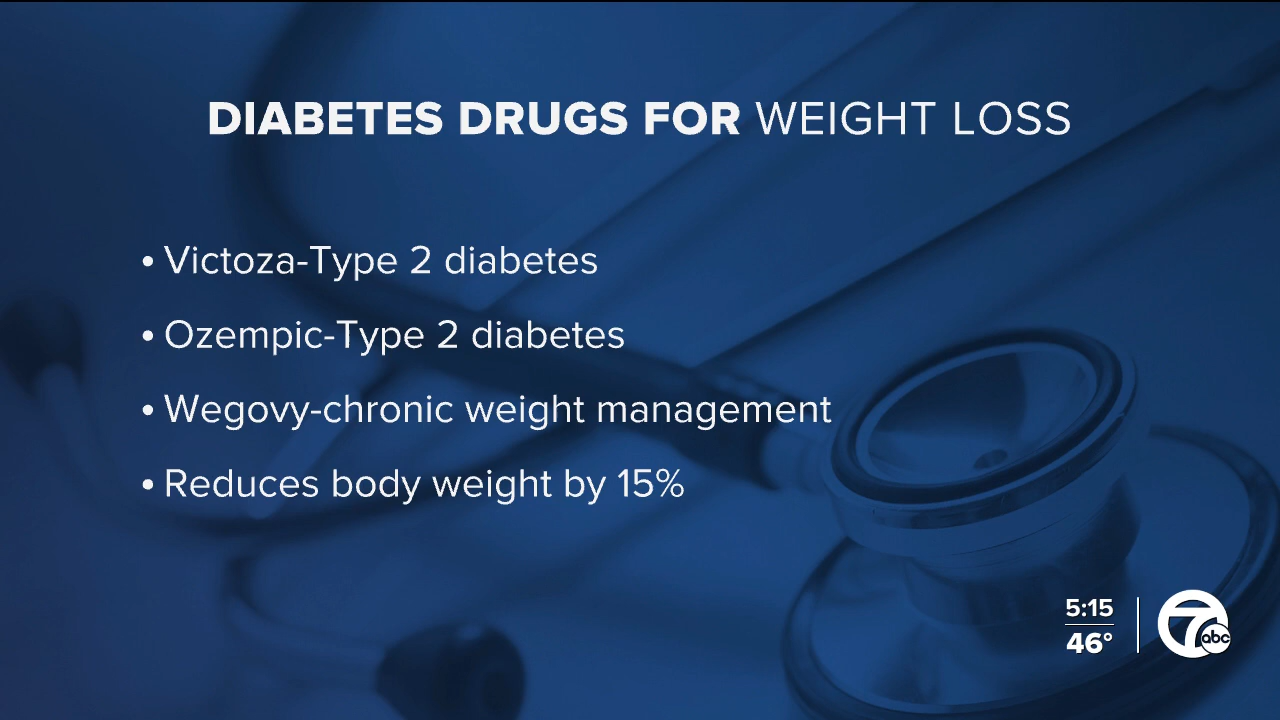 DIABETES DRUGS FOR WEIGHT LOSS
• Victoza-Type 2 diabetes
• Ozempic-Type 2 diabetes
• Wegovy-chronic weight management
• Reduces body weight by 15%
5:15
46°
7 abc